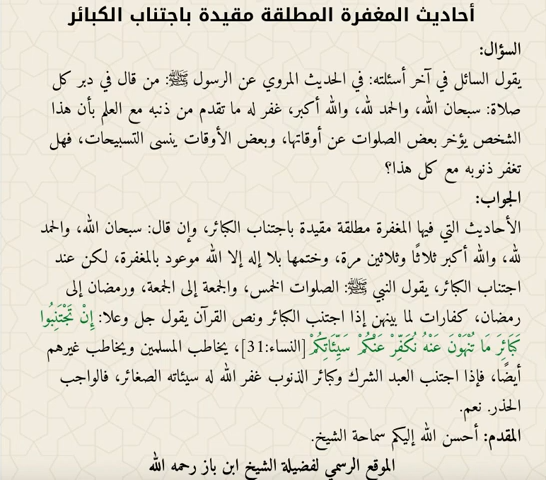 أحاديث المغفرة المطلقة مقيدة باجتناب الكبائر
السؤال:
يقول السائل في آخر أسئلته: في الحديث المروي عن الرسول ﷺ: من قال في دبر كل
صلاة: سبحان الله، والحمد لله، والله أكبر، غفر له ما تقدم من ذنبه مع العلم بأن هذا
الشخص يؤخر بعض الصلوات عن أوقاتها، وبعض الأوقات ينسى التسبيحات، فهل
تغفر ذنوبه مع كل هذا؟
الجواب:
الأحاديث التي فيها المغفرة مطلقة مقيدة باجتناب الكبائر، وإن قال: سبحان الله، والحمد
لله، والله أكبر ثلاثًا وثلاثين مرة، وختمها بلا إله إلا الله موعود بالمغفرة، لكن عند
اجتناب الكبائر، يقول النبي ﷺ: الصلوات الخمس، والجمعة إلى الجمعة، ورمضان إلى
رمضان، كفارات لما بينهن إذا اجتنب الكبائر ونص القرآن يقول جل وعلا: إِنْ تَجْتَنِبُوا
كَبَائِرَ مَا تُنْهَوْنَ عَنْهُ نُكَفِّرْ عَنْكُمْ سَيِّئَاتِكُمْ [النساء:31]، يخاطب المسلمين ويخاطب غيرهم
أيضًا، فإذا اجتنب العبد الشرك وكبائر الذنوب غفر الله له سيئاته الصغائر، فالواجب
الحذر. نعم.
المقدم: أحسن الله إليكم سماحة الشيخ.
الموقع الرسمي لفضيلة الشيخ ابن باز رحمه الله